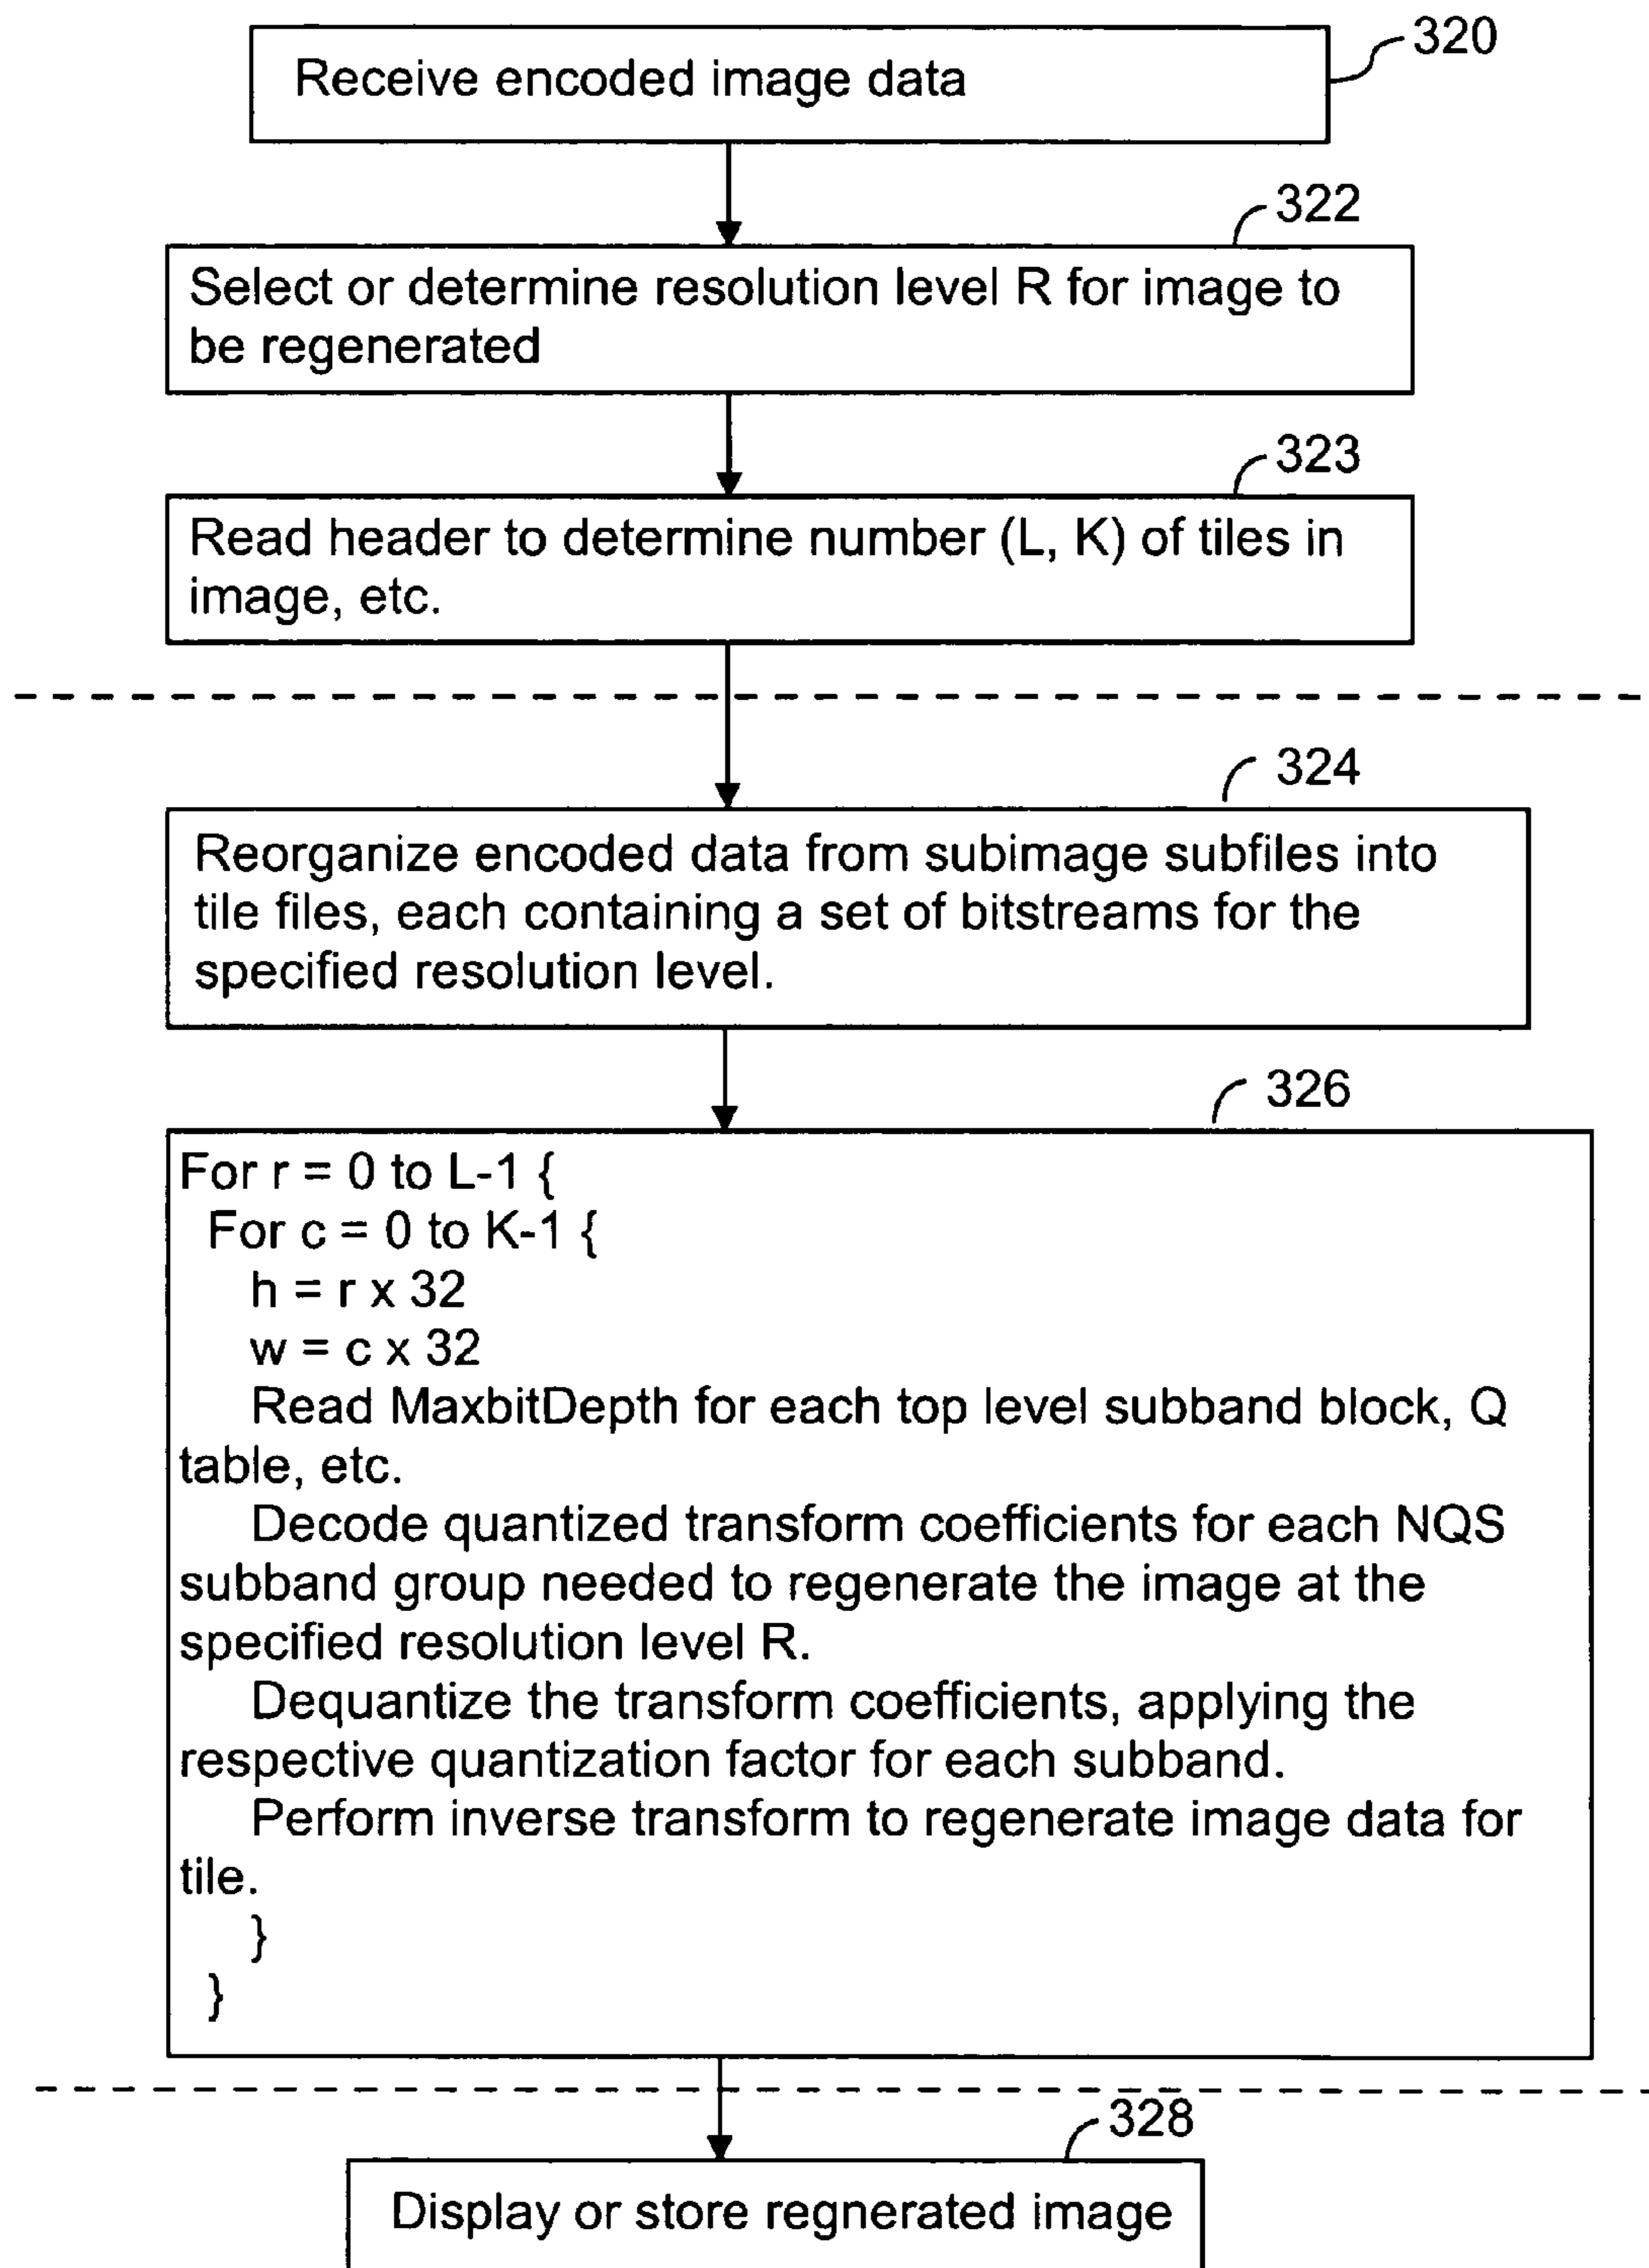 320
Receive encoded image data
322
Select or determine resolution level R for image to
be regenerated
323
Read header to determine number (L, K) of tiles in
image, etc.
324
Reorganize encoded data from subimage subfiles into
tile files, each containing a set of bitstreams for the
specified resolution level.
326
For r = 0 to L-1 {
For c = 0 to K-1 {
h = r x 32
w = c x 32
Read MaxbitDepth for each top level subband block, Q
table, etc.
Decode quantized transform coefficients for each NQS
subband group needed to regenerate the image at the
specified resolution level R.
Dequantize the transform coefficients, applying the
respective quantization factor for each subband.
Perform inverse transform to regenerate image data for
tile.
}
}
328
Display or store regnerated image